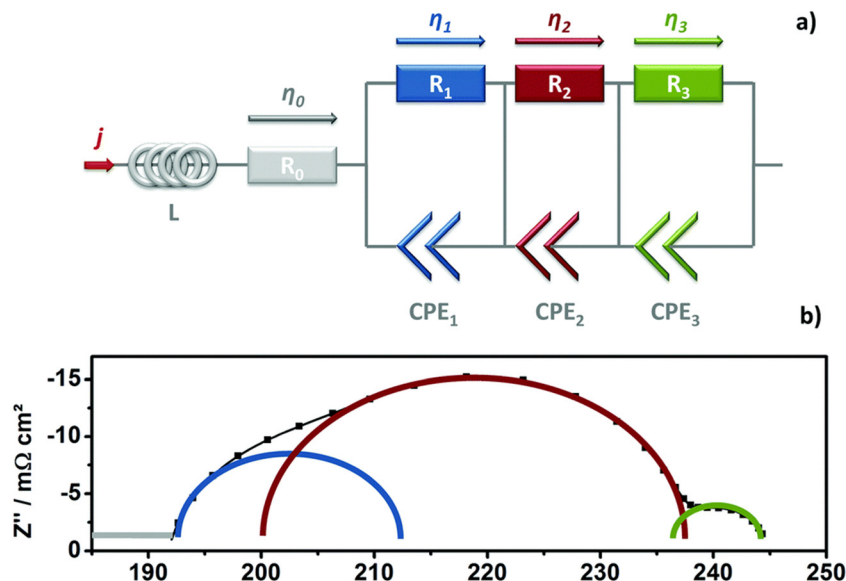 η1 η2 η3 a)
R1 R2 R3
η0
j
R0
L
CPE1 CPE2 CPE3
b)
-15
-10
-5
0
Z'' / mΩ cm²
190 200 210 220 230 240 250